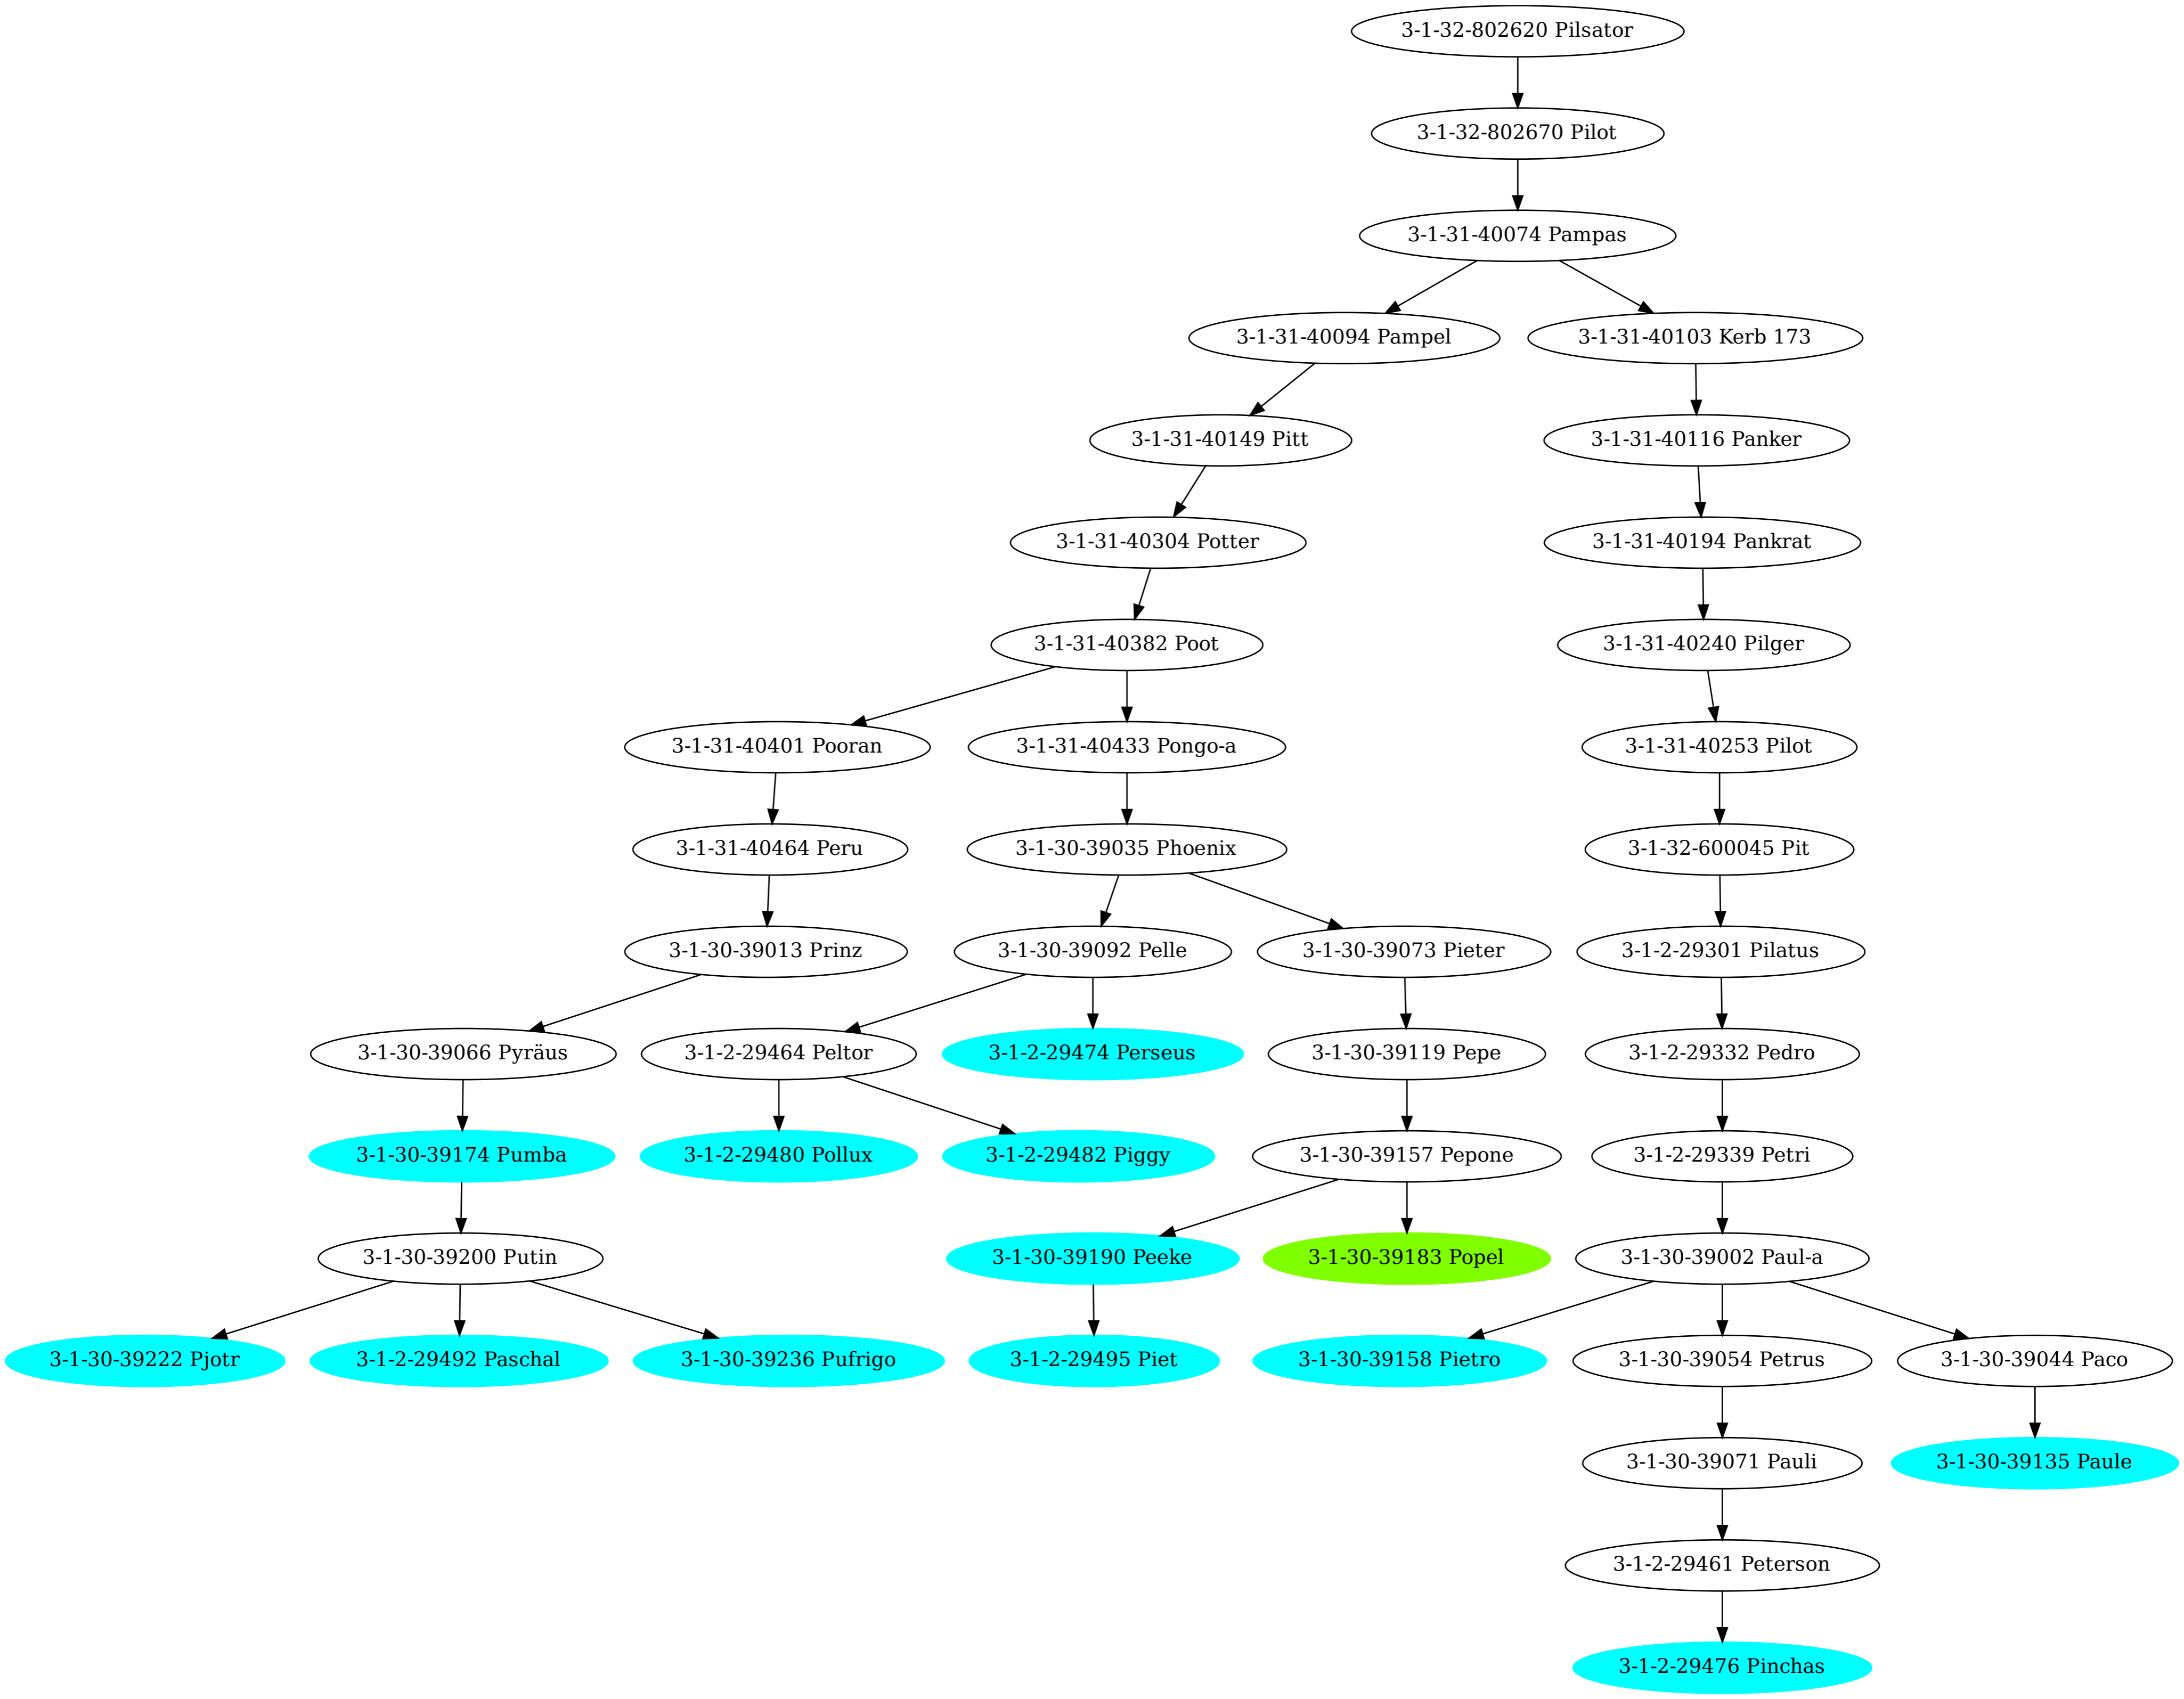 3-1-32-802620 Pilsator
3-1-32-802670 Pilot
3-1-31-40074 Pampas
3-1-31-40094 Pampel
3-1-31-40103 Kerb 173
3-1-31-40149 Pitt
3-1-31-40116 Panker
3-1-31-40304 Potter
3-1-31-40194 Pankrat
3-1-31-40382 Poot
3-1-31-40240 Pilger
3-1-31-40401 Pooran
3-1-31-40433 Pongo-a
3-1-31-40253 Pilot
3-1-31-40464 Peru
3-1-30-39035 Phoenix
3-1-32-600045 Pit
3-1-30-39013 Prinz
3-1-30-39092 Pelle
3-1-30-39073 Pieter
3-1-2-29301 Pilatus
3-1-30-39066 Pyräus
3-1-2-29464 Peltor
3-1-2-29474 Perseus
3-1-30-39119 Pepe
3-1-2-29332 Pedro
3-1-30-39174 Pumba
3-1-2-29480 Pollux
3-1-2-29482 Piggy
3-1-30-39157 Pepone
3-1-2-29339 Petri
3-1-30-39200 Putin
3-1-30-39190 Peeke
3-1-30-39183 Popel
3-1-30-39002 Paul-a
3-1-30-39222 Pjotr
3-1-2-29492 Paschal
3-1-30-39236 Pufrigo
3-1-2-29495 Piet
3-1-30-39158 Pietro
3-1-30-39054 Petrus
3-1-30-39044 Paco
3-1-30-39071 Pauli
3-1-30-39135 Paule
3-1-2-29461 Peterson
3-1-2-29476 Pinchas